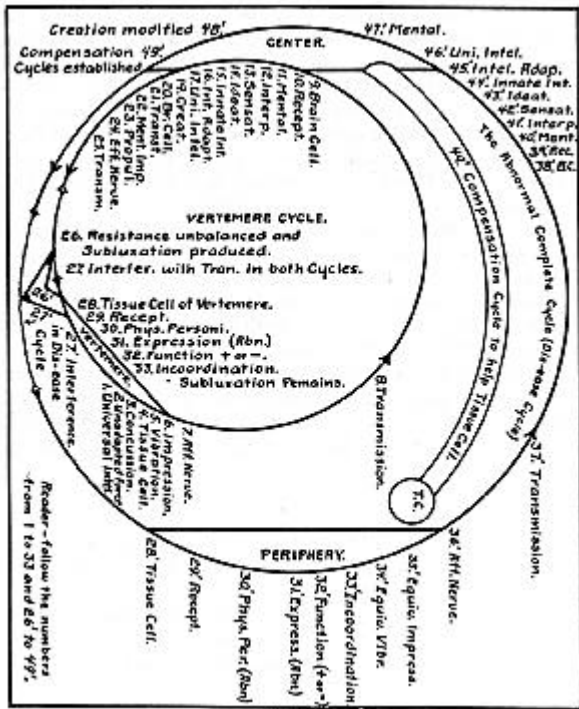 Creation modified 48'
47.' Mental.
Compensation 49'
Cycles established
CENTER.
46.' Uni. Intel.
45.' Intel. Adap.
44.' Innate Int.
43.' Ideat.
42.' Sensat.
41.' Interp.
40.' Ment.
39.' Rec.
38.' B.C.
9. Brain Cell.
10. Recept.
11. Mental.
12. Interp.
13. Sensat.
14. Ideat.
15. Innate Int.
16. Int. Adapt.
17. Uni. Intel.
19. Creat.
20. Br. Cell.
21. Transf.
22. Ment. Imp.
23. Propul.
24. Eff. Nerve.
25. Transm.
The Abnormal Complete Cycle (Dis-ease Cycle)
Compensation Cycle to help Tissue Cell.
VERTEMERE CYCLE.
26. Resistance unbalanced and
Subluxation produced.
27. Interfer. with Tran. in both Cycles.
28. Tissue Cell of Vertemere.
29. Recept.
30. Phys. Personi.
31. Expression (Abn.)
32. Function + or -.
33. Incoordination.
Subluxation Remains.
26'
27'
Vertemere.
27.' Interference
in Dis-ease
Cycle
1. Universal Intel.
2. Unadapted Force
3. Concussion.
4. Tissue Cell.
5. Vibration.
6. Impression.
7. Aff. Nerve.
8. Transmission.
T.C.
37.' Transmission.
PERIPHERY.
28.' Tissue Cell.
29.' Recept.
30.' Phys. Per. (Abn)
31.' Express. (Abn)
32.' Function (+ or -)
33.' Incoordination.
34.' Equiv. Vibr.
35.' Equiv. Impress.
36.' Aff. Nerve.
Reader - follow the numbers
from 1 to 33 and 26' to 49'.